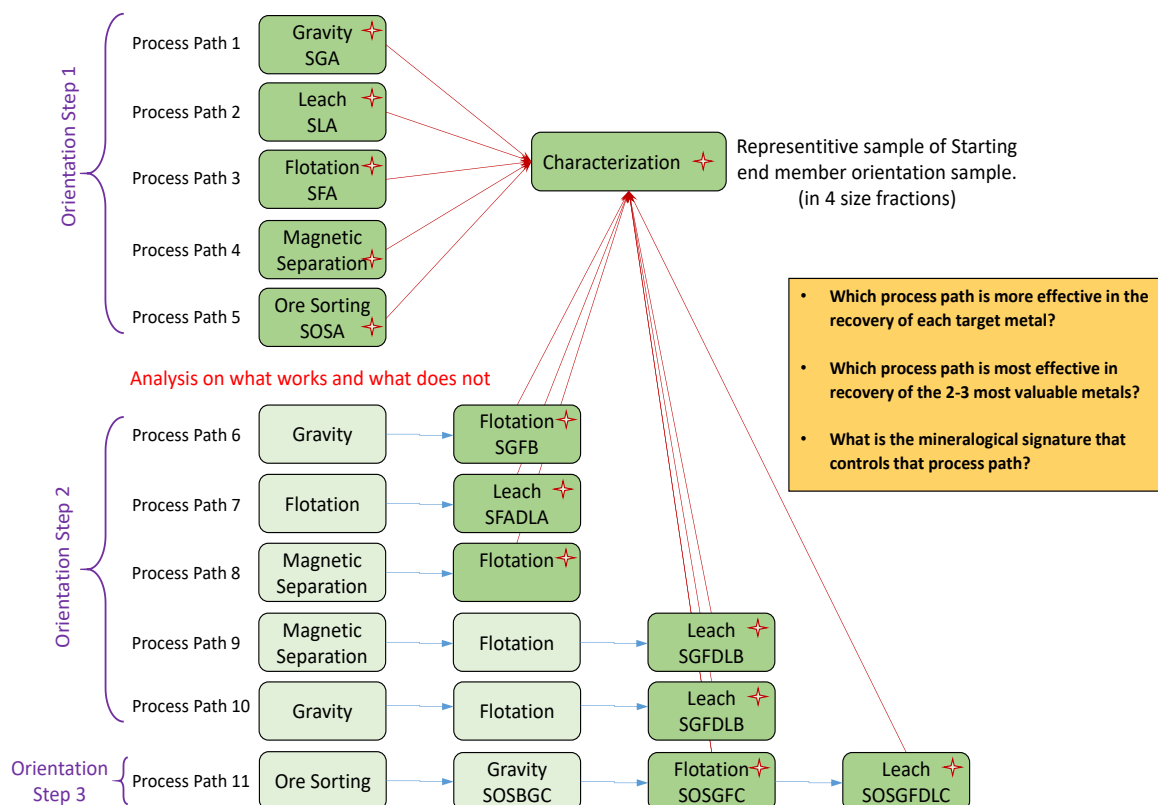 Orientation Step 1
Process Path 1
Gravity
SGA
Process Path 2
Leach
SLA
Process Path 3
Flotation
SFA
Process Path 4
Magnetic
Separation
Process Path 5
Ore Sorting
SOSA
Characterization
Representitive sample of Starting
end member orientation sample.
(in 4 size fractions)
• Which process path is more effective in the
recovery of each target metal?
• Which process path is most effective in
recovery of the 2-3 most valuable metals?
• What is the mineralogical signature that
controls that process path?
Analysis on what works and what does not
Orientation Step 2
Process Path 6
Gravity
Flotation
SGFB
Process Path 7
Flotation
Leach
SFADLA
Process Path 8
Magnetic
Separation
Flotation
Process Path 9
Magnetic
Separation
Flotation
Leach
SGFDLB
Process Path 10
Gravity
Flotation
Leach
SGFDLB
Orientation
Step 3
Process Path 11
Ore Sorting
Gravity
SOSBGC
Flotation
SOSGFC
Leach
SOSGFDLC